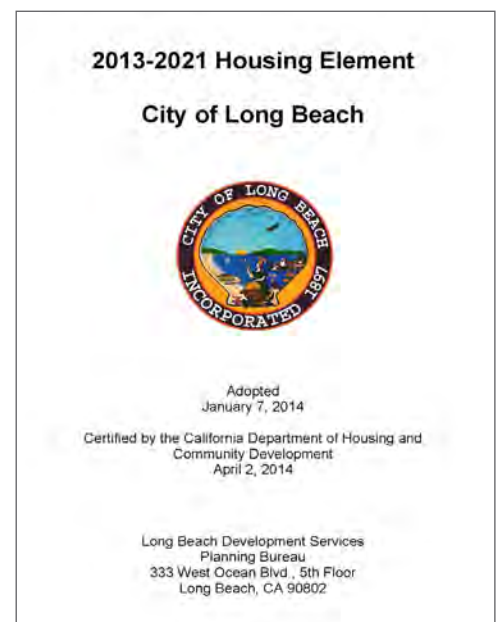 2013-2021 Housing Element
City of Long Beach
CITY OF LONG BEACH
INCORPORATED 1897
Adopted
January 7, 2014
Certified by the California Department of Housing and
Community Development
April 2, 2014
Long Beach Development Services
Planning Bureau
333 West Ocean Blvd., 5th Floor
Long Beach, CA 90802